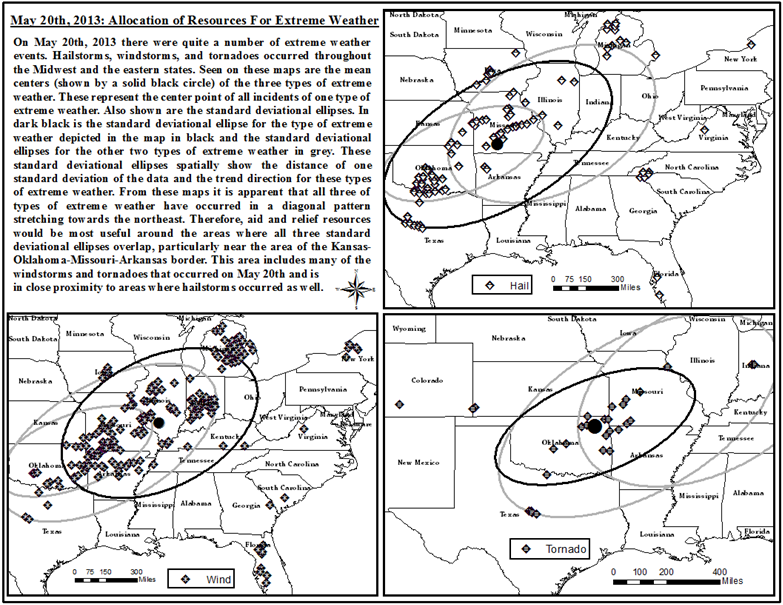 May 20th, 2013: Allocation of Resources For Extreme Weather
On May 20th, 2013 there were quite a number of extreme weather
events. Hailstorms, windstorms, and tornadoes occurred throughout
the Midwest and the eastern states. Seen on these maps are the mean
centers (shown by a solid black circle) of the three types of extreme
weather. These represent the center point of all incidents of one type of
extreme weather. Also shown are the standard deviational ellipses. In
dark black is the standard deviational ellipse for the type of extreme
weather depicted in the map in black and the standard deviational
ellipses for the other two types of extreme weather in grey. These
standard deviational ellipses spatially show the distance of one
standard deviation of the data and the trend direction for these types
of extreme weather. From these maps it is apparent that all three of
types of extreme weather have occurred in a diagonal pattern
stretching towards the northeast. Therefore, aid and relief resources
would be most useful around the areas where all three standard
deviational ellipses overlap, particularly near the area of the Kansas-
Oklahoma-Missouri-Arkansas border. This area includes many of the
windstorms and tornadoes that occurred on May 20th and is
in close proximity to areas where hailstorms occurred as well.
North Dakota
Minnesota
Michigan
South Dakota
Wisconsin
New York
Nebraska
Pennsylvania
Illinois
Indiana
Ohio
West Virginia
Maryland
Kansas
Virginia
Kentucky
Oklahoma
Tennessee
Arkansas
North Carolina
South Carolina
Mississippi
Alabama
Georgia
Texas
Louisiana
Florida
Hail
0 75 150 300
Miles
North Dakota
Minnesota
Michigan
South Dakota
Wisconsin
New York
Nebraska
Pennsylvania
Ohio
Kansas
West Virginia
Maryland
Virginia
Kentucky
Oklahoma
Tennessee
North Carolina
South Carolina
Mississippi
Alabama
Georgia
Texas
Louisiana
0 75 150 300
Miles
Wind
South Dakota
Wisconsin
Michigan
Wyoming
Iowa
Nebraska
Illinois
Indiana
Colorado
Kansas
Missouri
Kentucky
Tennessee
Oklahoma
Arkansas
New Mexico
Mississippi
Alabama
Texas
Louisiana
Florida
Tornado
0 100 200 400
Miles